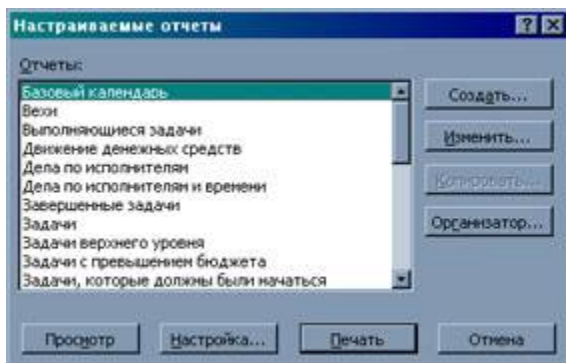 Настраиваемые отчеты
Отчеты:
Базовый календарь
Вехи
Выполняющиеся задачи
Движение денежных средств
Дела по исполнителям
Дела по исполнителям и времени
Завершенные задачи
Задачи
Задачи верхнего уровня
Задачи с превышением бюджета
Задачи, которые должны были начаться
Создать...
Изменить...
Копировать...
Организатор...
Просмотр
Настройка...
Печать
Отмена